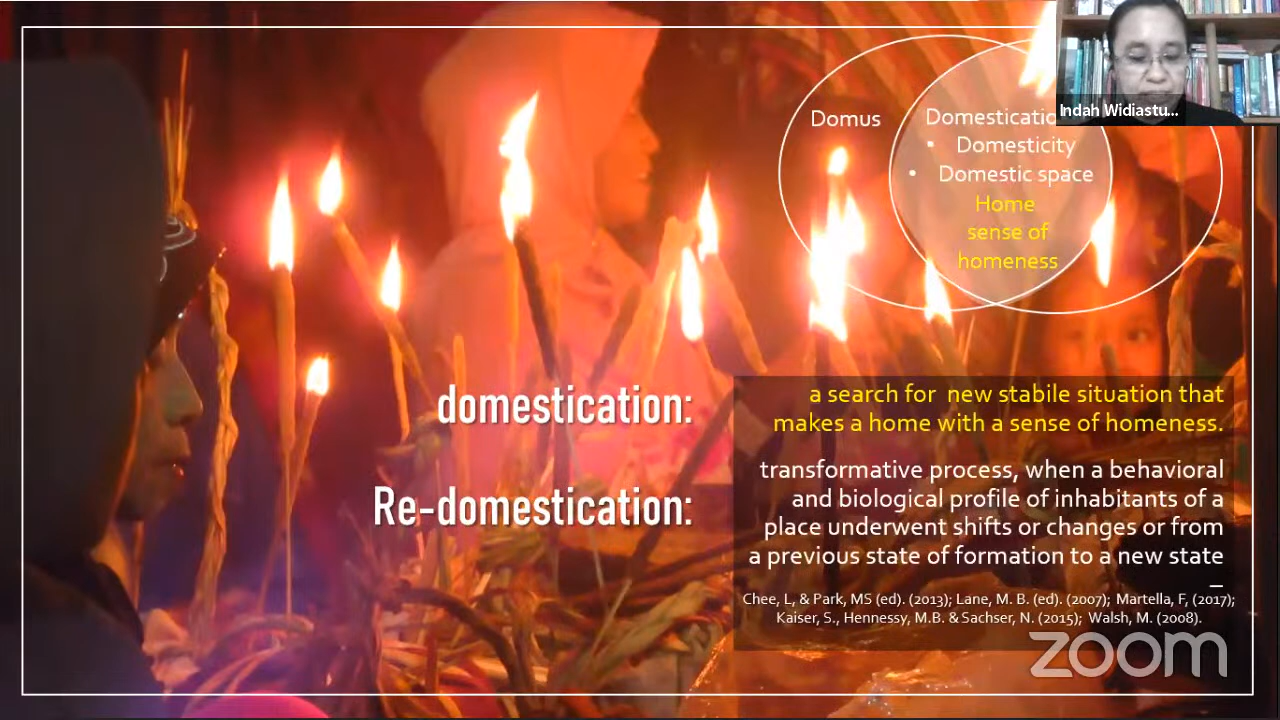 Indah Widiastu...
Domus
Domesticatio
▪ Domesticity
• Domestic space
Home
sense of
homeness
domestication:
a search for new stabile situation that
makes a home with a sense of homeness.
Re-domestication:
transformative process, when a behavioral
and biological profile of inhabitants of a
place underwent shifts or changes or from
a previous state of formation to a new state
–
Chee, L, & Park, MS (ed). (2013); Lane, M. B. (ed). (2007); Martella, F, (2017);
Kaiser, S., Hennessy, M.B. & Sachser, N. (2015); Walsh, M. (2008).
zoom